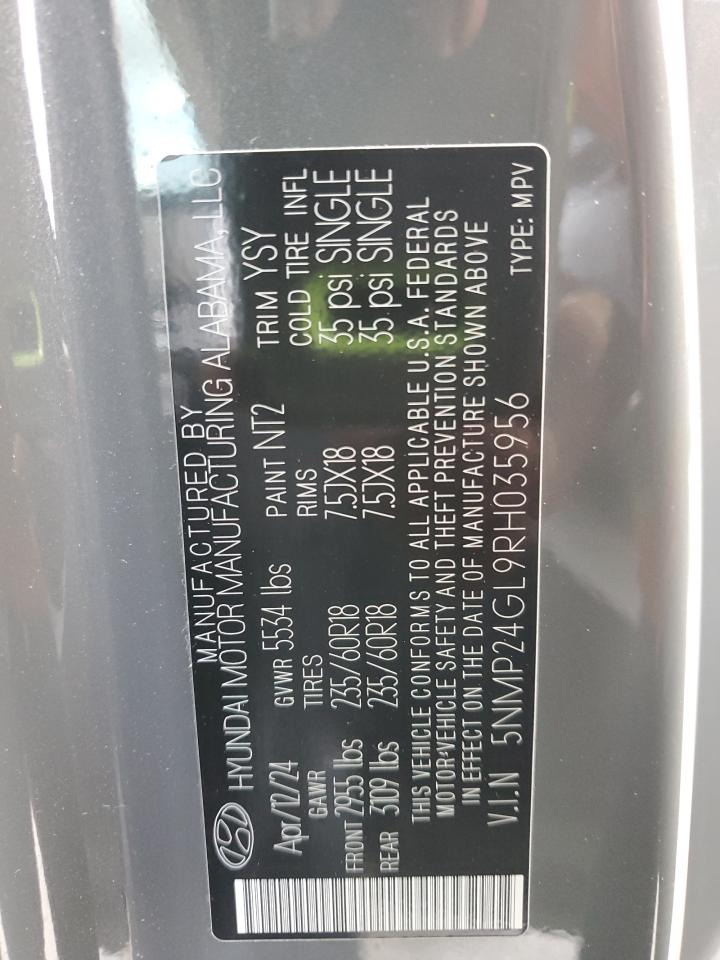 MANUFACTURED BY
HYUNDAI MOTOR MANUFACTURING ALABAMA, LLC
Apr/12/24 GVWR 5534 lbs PAINT NT2 TRIM YSY
GAWR TIRES RIMS COLD TIRE INFL
FRONT 2955 lbs 235/60R18 7.5JX18 35 psi SINGLE
REAR 3109 lbs 235/60R18 7.5JX18 35 psi SINGLE
THIS VEHICLE CONFORMS TO ALL APPLICABLE U.S.A. FEDERAL
MOTOR VEHICLE SAFETY AND THEFT PREVENTION STANDARDS
IN EFFECT ON THE DATE OF MANUFACTURE SHOWN ABOVE
V.I.N 5NMP24GL9RH035956 TYPE: MPV